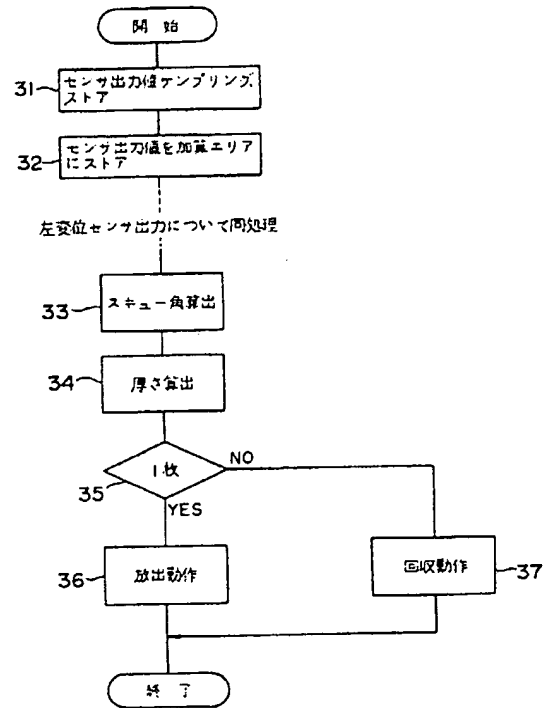 開始
31
センサ出力値サンプリング
ストア
32
センサ出力値を加算エリア
にストア
左変位センサ出力について同処理
33
スキュー角算出
34
厚さ算出
35
1枚
NO
YES
36
放出動作
回収動作
37
終了